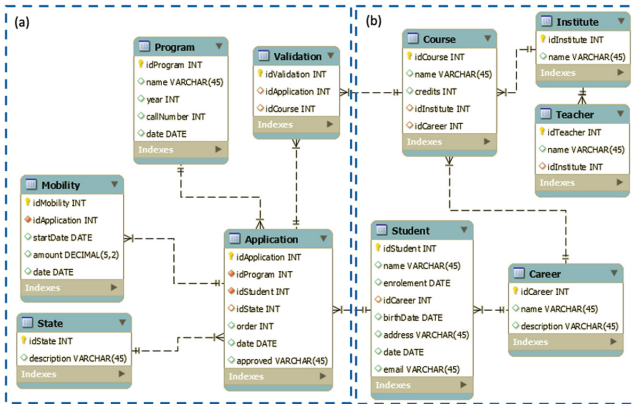 (a)
Program
idProgram INT
name VARCHAR(45)
year INT
callNumber INT
date DATE
Indexes
Validation
idValidation INT
idApplication INT
idCourse INT
Indexes
Mobility
idMobility INT
idApplication INT
startDate DATE
amount DECIMAL(5,2)
date DATE
Indexes
Application
idApplication INT
idProgram INT
idStudent INT
idState INT
order INT
date DATE
approved VARCHAR(45)
Indexes
State
idState INT
description VARCHAR(45)
Indexes
(b)
Course
idCourse INT
name VARCHAR(45)
credits INT
idInstitute INT
idCareer INT
Indexes
Institute
idInstitute INT
name VARCHAR(45)
Indexes
Teacher
idTeacher INT
name VARCHAR(45)
idInstitute INT
Indexes
Student
idStudent INT
name VARCHAR(45)
enrolement DATE
idCareer INT
birthDate DATE
address VARCHAR(45)
date DATE
email VARCHAR(45)
Indexes
Career
idCareer INT
name VARCHAR(45)
description VARCHAR(45)
Indexes